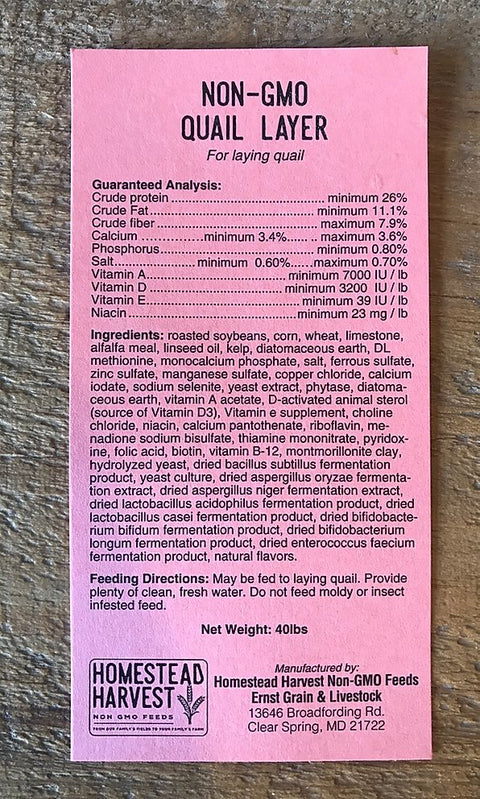 NON-GMO
QUAIL LAYER
For laying quail
Guaranteed Analysis:
Crude protein ............................................ minimum 26%
Crude Fat.................................................. minimum 11.1%
Crude fiber ................................................ maximum 7.9%
Calcium ..................minimum 3.4%........ .. maximum 3.6%
Phosphorus............................................... minimum 0.80%
Salt....................... minimum 0.60%......maximum 0.70%
Vitamin A............................................minimum 7000 IU / lb
Vitamin D ........................................... minimum 3200 IU / lb
Vitamin E ............................................... minimum 39 IU / lb
Niacin....................................................minimum 23 mg / lb
Ingredients: roasted soybeans, corn, wheat, limestone,
alfalfa meal, linseed oil, kelp, diatomaceous earth, DL
methionine, monocalcium phosphate, salt, ferrous sulfate,
zinc sulfate, manganese sulfate, copper chloride, calcium
iodate, sodium selenite, yeast extract, phytase, diatoma-
ceous earth, vitamin A acetate, D-activated animal sterol
(source of Vitamin D3), Vitamin e supplement, choline
chloride, niacin, calcium pantothenate, riboflavin, me-
nadione sodium bisulfate, thiamine mononitrate, pyridox-
ine, folic acid, biotin, vitamin B-12, montmorillonite clay,
hydrolyzed yeast, dried bacillus subtillus fermentation
product, yeast culture, dried aspergillus oryzae fermenta-
tion extract, dried aspergillus niger fermentation extract,
dried lactobacillus acidophilus fermentation product, dried
lactobacillus casei fermentation product, dried bifidobacte-
rium bifidum fermentation product, dried bifidobacterium
longum fermentation product, dried enterococcus faecium
fermentation product, natural flavors.
Feeding Directions: May be fed to laying quail. Provide
plenty of clean, fresh water. Do not feed moldy or insect
infested feed.
Net Weight: 40lbs
HOMESTEAD
HARVEST
NON GMO FEEDS
FROM OUR FAMILY'S FIELDS TO YOUR FAMILY'S FARM
Manufactured by:
Homestead Harvest Non-GMO Feeds
Ernst Grain & Livestock
13646 Broadfording Rd.
Clear Spring, MD 21722